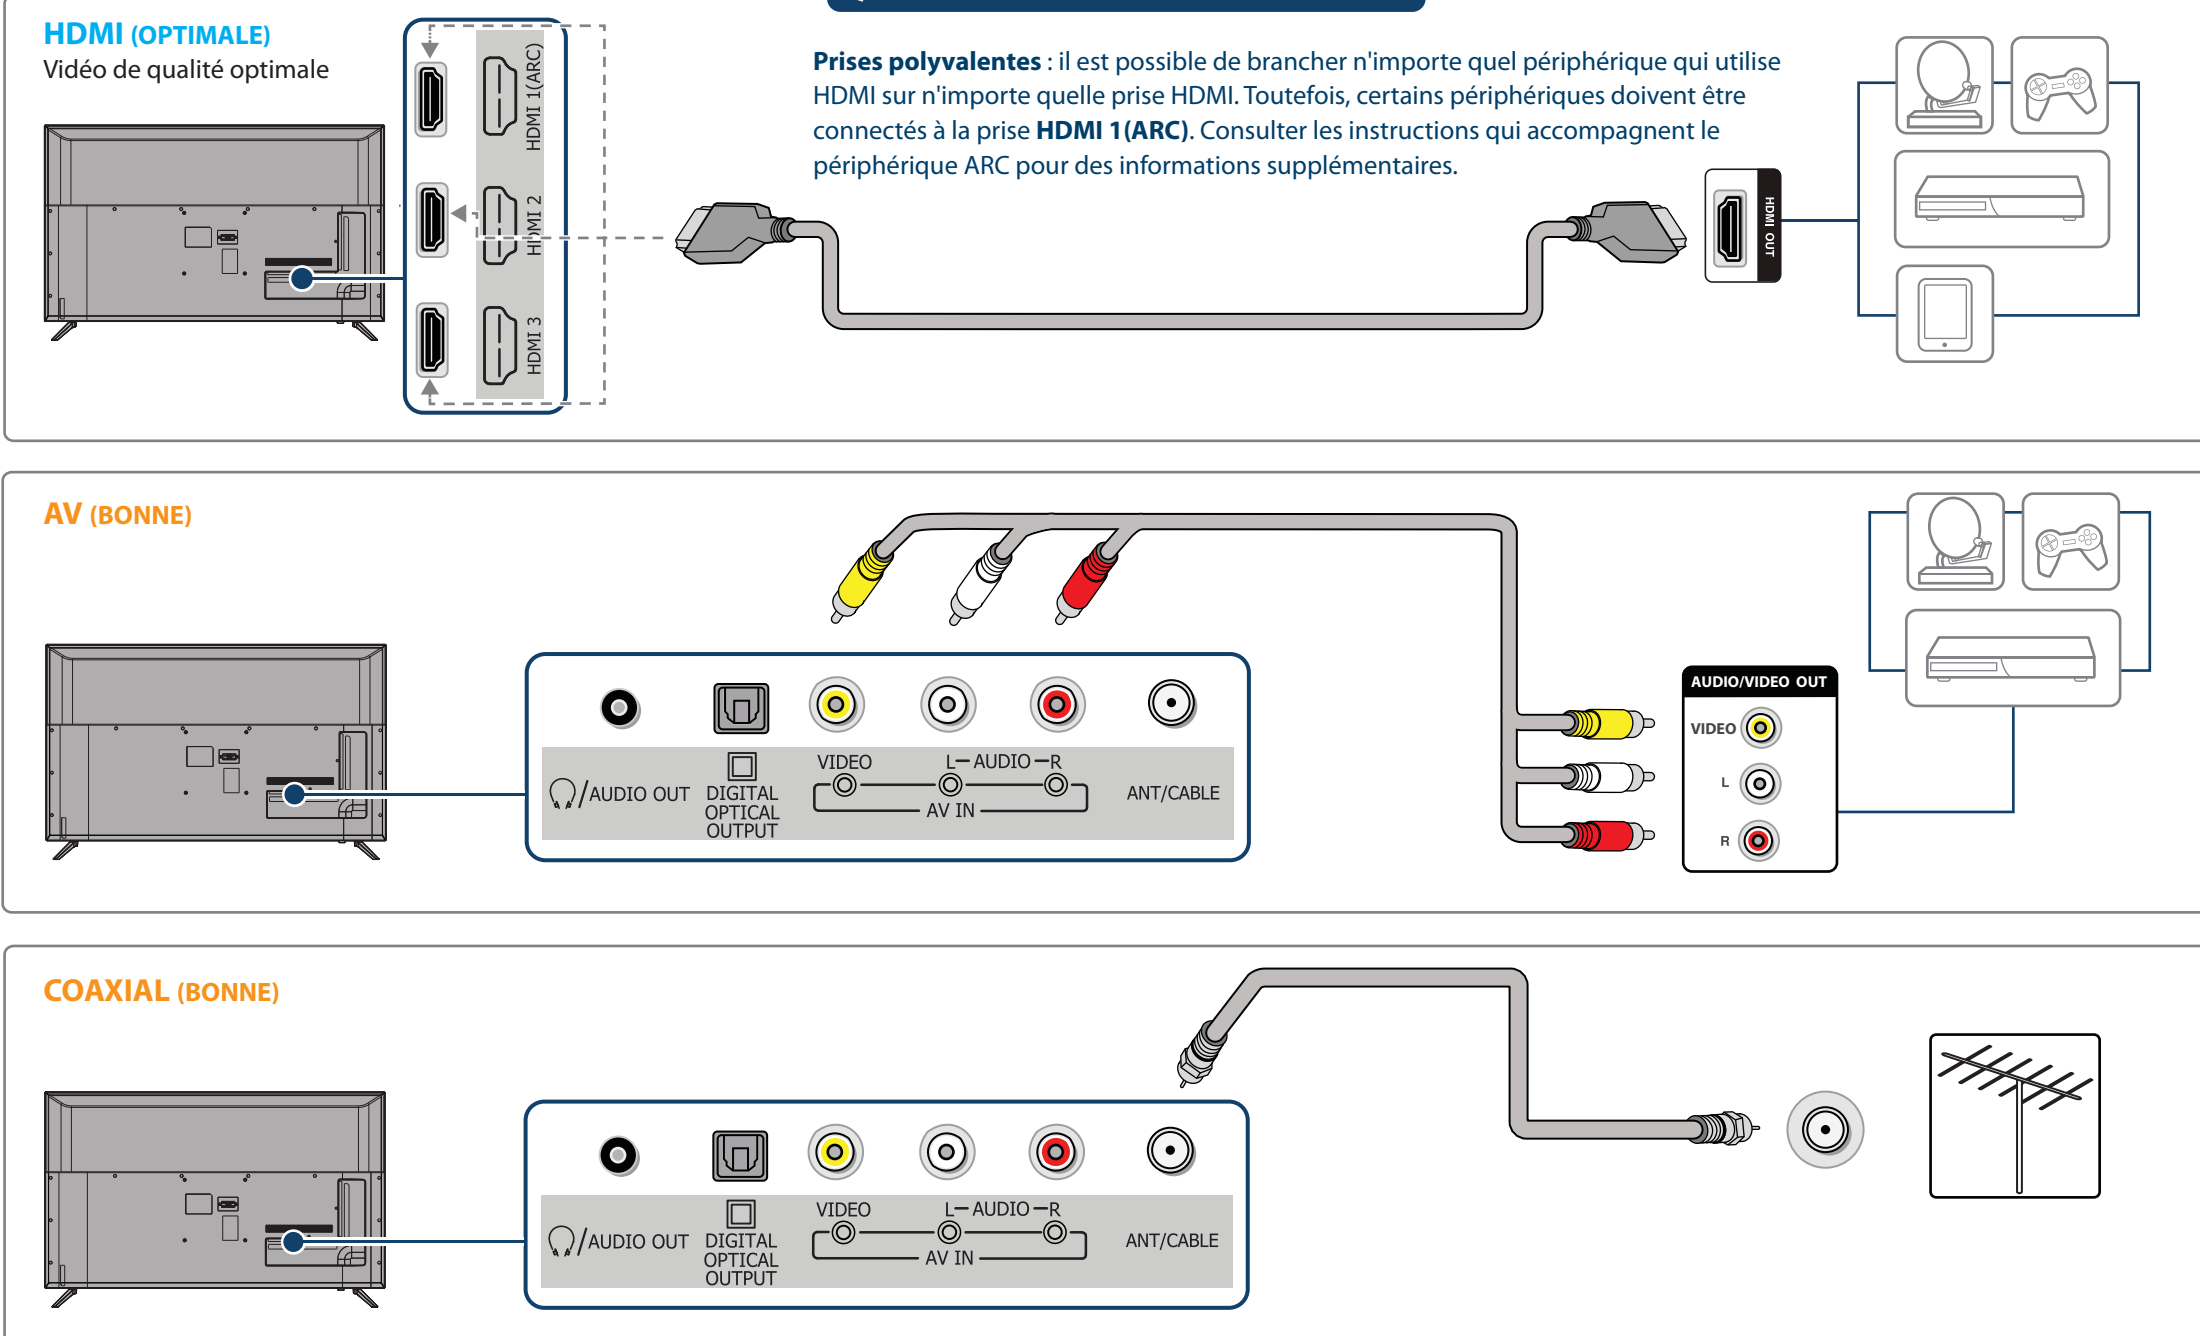 HDMI (OPTIMALE)
Vidéo de qualité optimale
HDMI 1(ARC)
HDMI 2
HDMI 3
Prises polyvalentes : il est possible de brancher n'importe quel périphérique qui utilise
HDMI sur n'importe quelle prise HDMI. Toutefois, certains périphériques doivent être
connectés à la prise HDMI 1(ARC). Consulter les instructions qui accompagnent le
périphérique ARC pour des informations supplémentaires.
HDMI OUT
AV (BONNE)
/AUDIO OUT
DIGITAL
OPTICAL
OUTPUT
VIDEO
L AUDIO R
AV IN
ANT/CABLE
AUDIO/VIDEO OUT
VIDEO
L
R
COAXIAL (BONNE)
/AUDIO OUT
DIGITAL
OPTICAL
OUTPUT
VIDEO
L AUDIO R
AV IN
ANT/CABLE